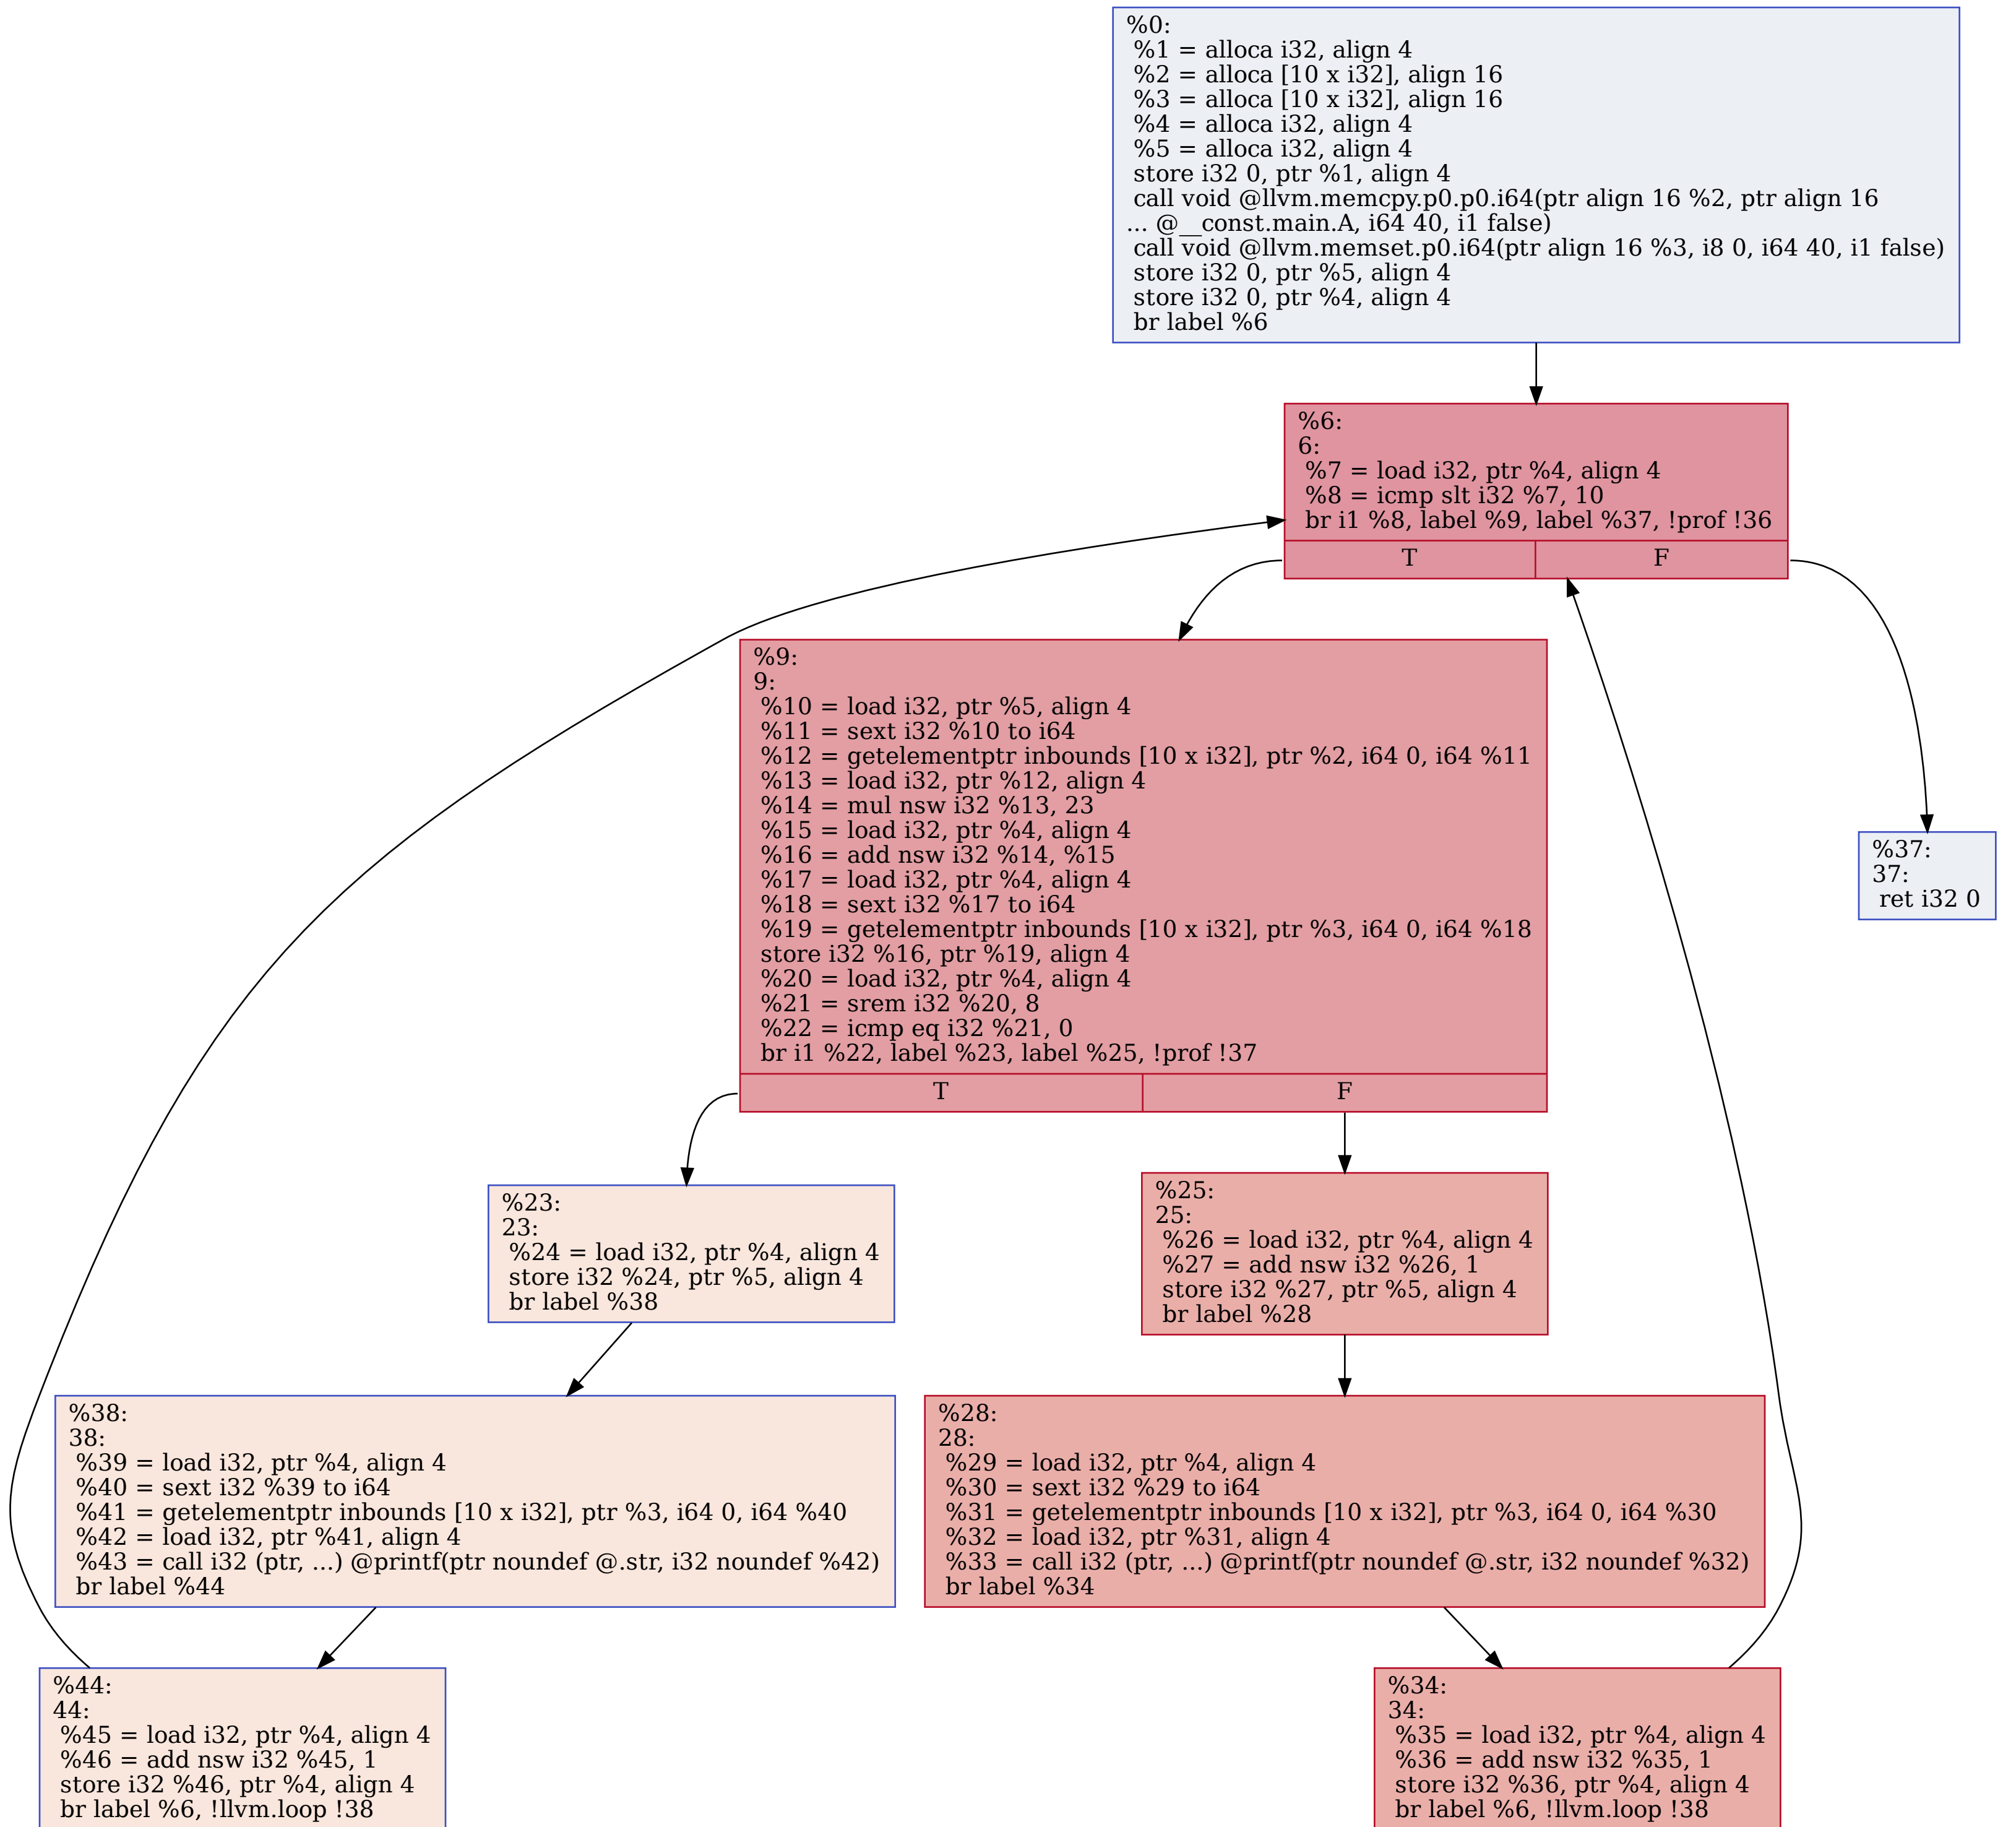 %0:
%1 = alloca i32, align 4
%2 = alloca [10 x i32], align 16
%3 = alloca [10 x i32], align 16
%4 = alloca i32, align 4
%5 = alloca i32, align 4
store i32 0, ptr %1, align 4
call void @llvm.memcpy.p0.p0.i64(ptr align 16 %2, ptr align 16
... @__const.main.A, i64 40, i1 false)
call void @llvm.memset.p0.i64(ptr align 16 %3, i8 0, i64 40, i1 false)
store i32 0, ptr %5, align 4
store i32 0, ptr %4, align 4
br label %6
%6:
6:
%7 = load i32, ptr %4, align 4
%8 = icmp slt i32 %7, 10
br i1 %8, label %9, label %37, !prof !36
T F
%9:
9:
%10 = load i32, ptr %5, align 4
%11 = sext i32 %10 to i64
%12 = getelementptr inbounds [10 x i32], ptr %2, i64 0, i64 %11
%13 = load i32, ptr %12, align 4
%14 = mul nsw i32 %13, 23
%15 = load i32, ptr %4, align 4
%16 = add nsw i32 %14, %15
%17 = load i32, ptr %4, align 4
%18 = sext i32 %17 to i64
%19 = getelementptr inbounds [10 x i32], ptr %3, i64 0, i64 %18
store i32 %16, ptr %19, align 4
%20 = load i32, ptr %4, align 4
%21 = srem i32 %20, 8
%22 = icmp eq i32 %21, 0
br i1 %22, label %23, label %25, !prof !37
T F
%37:
37:
ret i32 0
%23:
23:
%24 = load i32, ptr %4, align 4
store i32 %24, ptr %5, align 4
br label %38
%25:
25:
%26 = load i32, ptr %4, align 4
%27 = add nsw i32 %26, 1
store i32 %27, ptr %5, align 4
br label %28
%38:
38:
%39 = load i32, ptr %4, align 4
%40 = sext i32 %39 to i64
%41 = getelementptr inbounds [10 x i32], ptr %3, i64 0, i64 %40
%42 = load i32, ptr %41, align 4
%43 = call i32 (ptr, ...) @printf(ptr noundef @.str, i32 noundef %42)
br label %44
%28:
28:
%29 = load i32, ptr %4, align 4
%30 = sext i32 %29 to i64
%31 = getelementptr inbounds [10 x i32], ptr %3, i64 0, i64 %30
%32 = load i32, ptr %31, align 4
%33 = call i32 (ptr, ...) @printf(ptr noundef @.str, i32 noundef %32)
br label %34
%44:
44:
%45 = load i32, ptr %4, align 4
%46 = add nsw i32 %45, 1
store i32 %46, ptr %4, align 4
br label %6, !llvm.loop !38
%34:
34:
%35 = load i32, ptr %4, align 4
%36 = add nsw i32 %35, 1
store i32 %36, ptr %4, align 4
br label %6, !llvm.loop !38